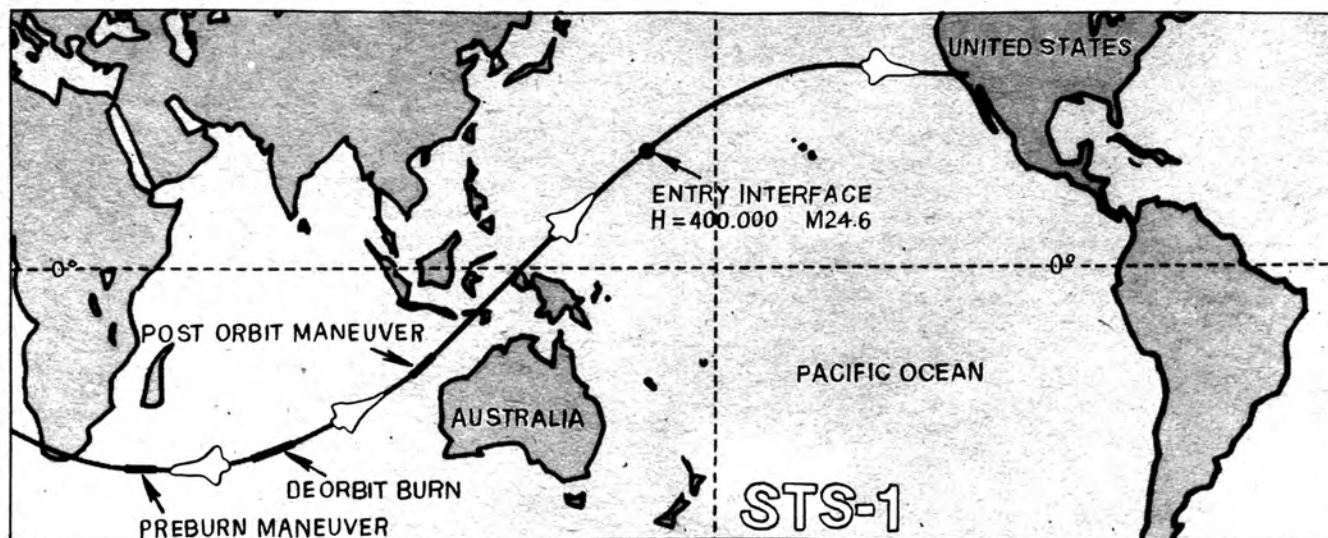 UNITED STATES
ENTRY INTERFACE
H=400.000 M24.6
0°
0°
POST ORBIT MANEUVER
PACIFIC OCEAN
AUSTRALIA
DEORBIT BURN
PREBURN MANEUVER
STS-1